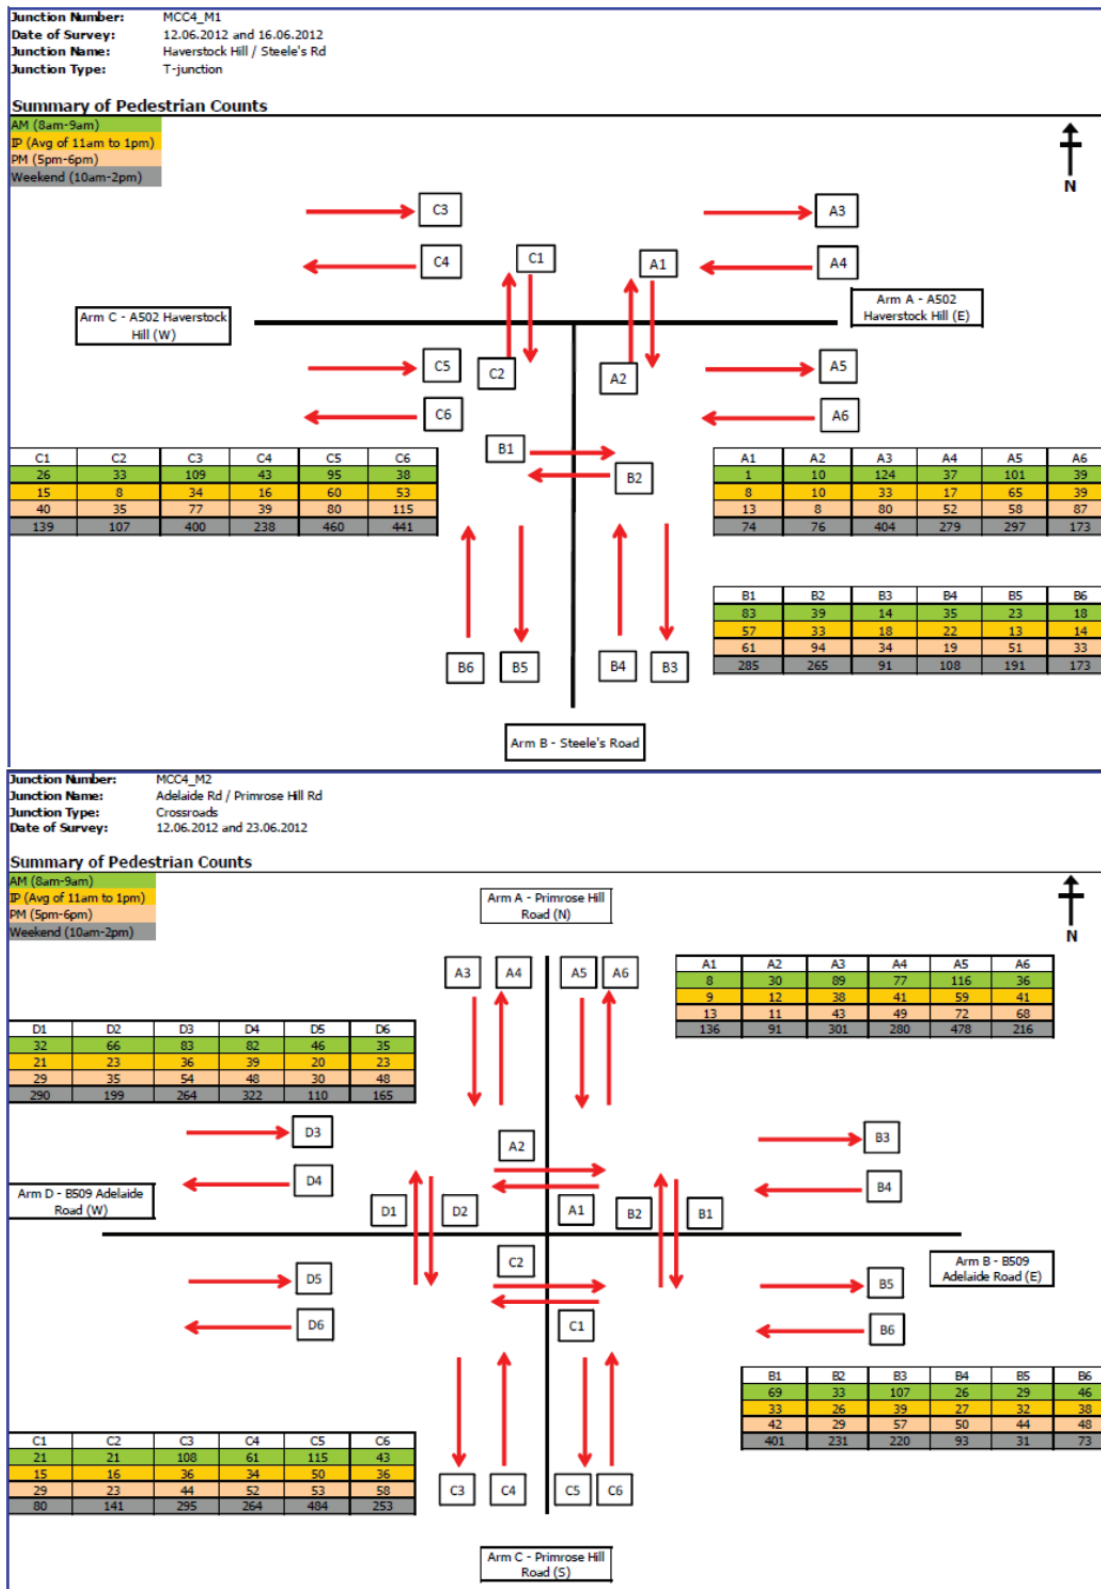 Junction Number: MCC4_M1
Date of Survey: 12.06.2012 and 16.06.2012
Junction Name: Haverstock Hill / Steele's Rd
Junction Type: T-junction
Summary of Pedestrian Counts
AM (8am-9am)
IP (Avg of 11am to 1pm)
PM (5pm-6pm)
Weekend (10am-2pm)
N
C3
A3
C4
C1
A1
A4
Arm C - A502 Haverstock
Hill (W)
Arm A - A502
Haverstock Hill (E)
C5
C2
A2
A5
C6
A6
B1
B2
C1 C2 C3 C4 C5 C6
26 33 109 43 95 38
15 8 34 16 60 53
40 35 77 39 80 115
139 107 400 238 460 441
A1 A2 A3 A4 A5 A6
1 10 124 37 101 39
8 10 33 17 65 39
13 8 80 52 58 87
74 76 404 279 297 173
B1 B2 B3 B4 B5 B6
83 39 14 35 23 18
57 33 18 22 13 14
61 94 34 19 51 33
285 265 91 108 191 173
B6 B5 B4 B3
Arm B - Steele's Road
Junction Number: MCC4_M2
Junction Name: Adelaide Rd / Primrose Hill Rd
Junction Type: Crossroads
Date of Survey: 12.06.2012 and 23.06.2012
Summary of Pedestrian Counts
AM (8am-9am)
IP (Avg of 11am to 1pm)
PM (5pm-6pm)
Weekend (10am-2pm)
Arm A - Primrose Hill
Road (N)
N
A3 A4 A5 A6
A1 A2 A3 A4 A5 A6
8 30 89 77 116 36
9 12 38 41 59 41
13 11 43 49 72 68
136 91 301 280 478 216
D1 D2 D3 D4 D5 D6
32 66 83 82 46 35
21 23 36 39 20 23
29 35 54 48 30 48
290 199 264 322 110 165
D3
A2
B3
D4
B4
Arm D - B509 Adelaide
Road (W)
D1 D2 A1 B2 B1
C2
Arm B - B509
Adelaide Road (E)
D5
B5
D6
C1
B6
B1 B2 B3 B4 B5 B6
69 33 107 26 29 46
33 26 39 27 32 38
42 29 57 50 44 48
401 231 220 93 31 73
C1 C2 C3 C4 C5 C6
21 21 108 61 115 43
15 16 36 34 50 36
29 23 44 52 53 58
80 141 295 264 484 253
C3 C4 C5 C6
Arm C - Primrose Hill
Road (S)